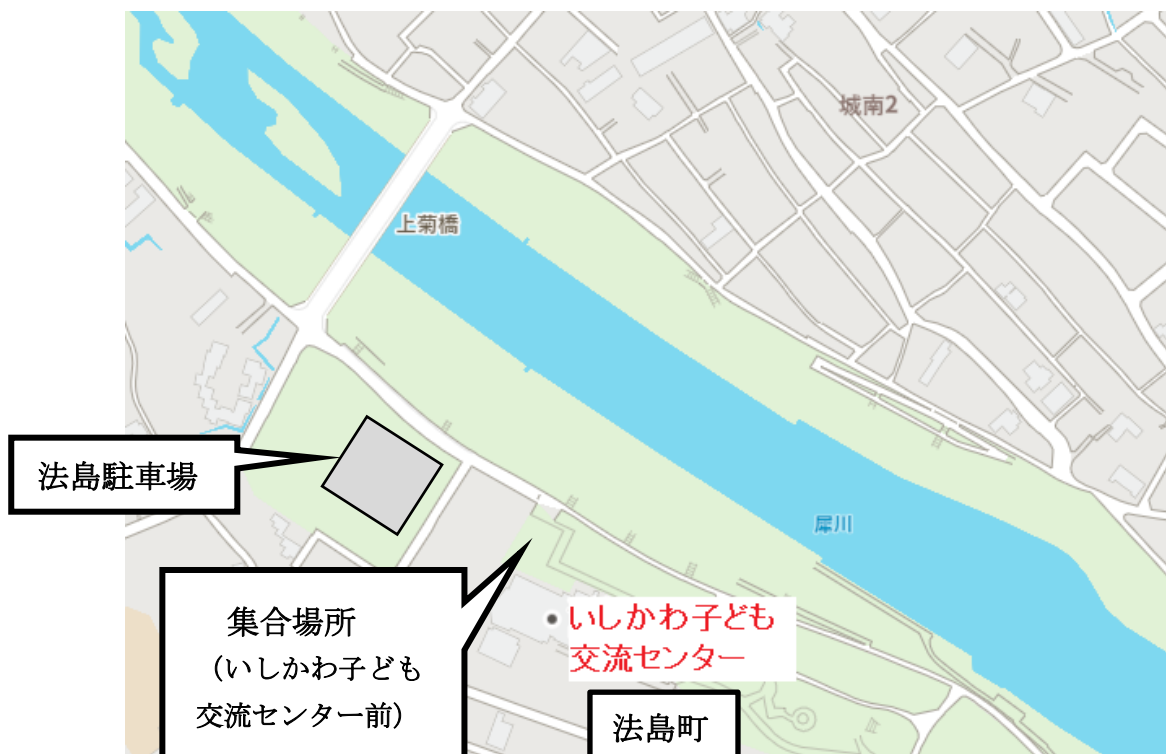 城南2
上菊橋
法島駐車場
犀川
集合場所
(いしかわ子ども
交流センター前)
いしかわ子ども
交流センター
法島町